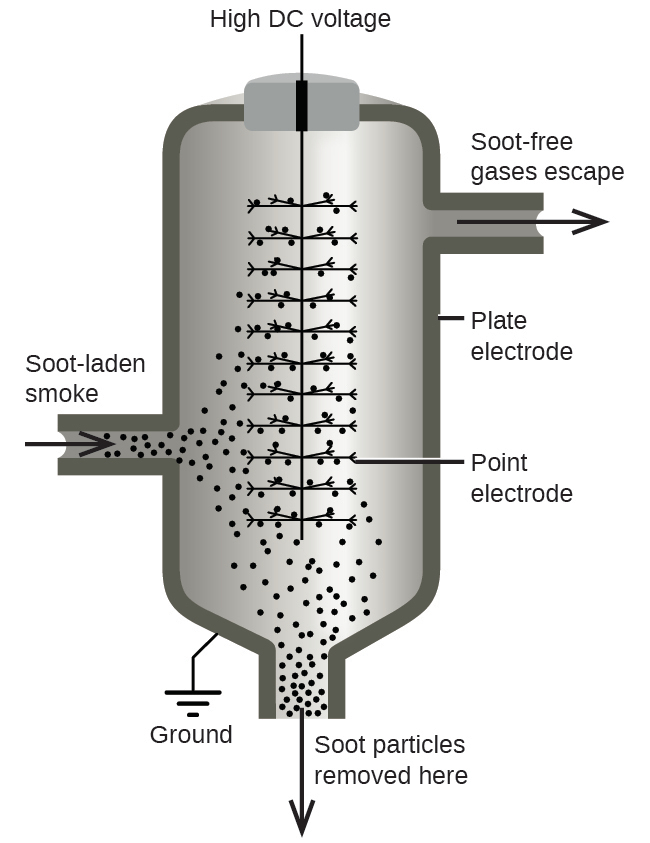 High DC voltage
Soot-free
gases escape
Plate
electrode
Soot-laden
smoke
Point
electrode
Ground
Soot particles
removed here